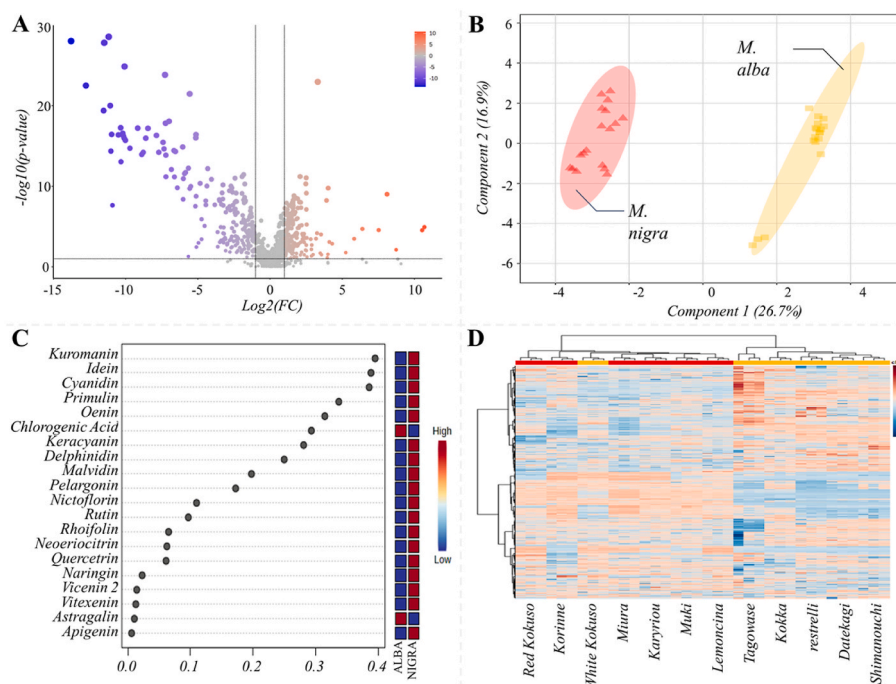 A
30
20
10
0
-log10(p-value)
-15
-10
-5
0
5
10
Log2(FC)
10
5
0
-5
-10
B
6
4
2
0
-2
-4
-6
Component 2 (16.9%)
-4
-2
0
2
4
Component 1 (26.7%)
M.
alba
M.
nigra
C
Kuromanin
Idein
Cyanidin
Primulin
Oenin
Chlorogenic Acid
Keracyanin
Delphinidin
Malvidin
Pelargonin
Nictoflorin
Rutin
Rhoifolin
Neoeriocitrin
Quercetrin
Naringin
Vicenin 2
Vitexenin
Astragalin
Apigenin
0.0
0.1
0.2
0.3
0.4
ALBA
NIGRA
High
Low
D
Red Kokuso
Korinne
White Kokuso
Miura
Karyriou
Muki
Lemoncina
Tagowase
Kokka
restrelli
Datekagi
Shimanouchi